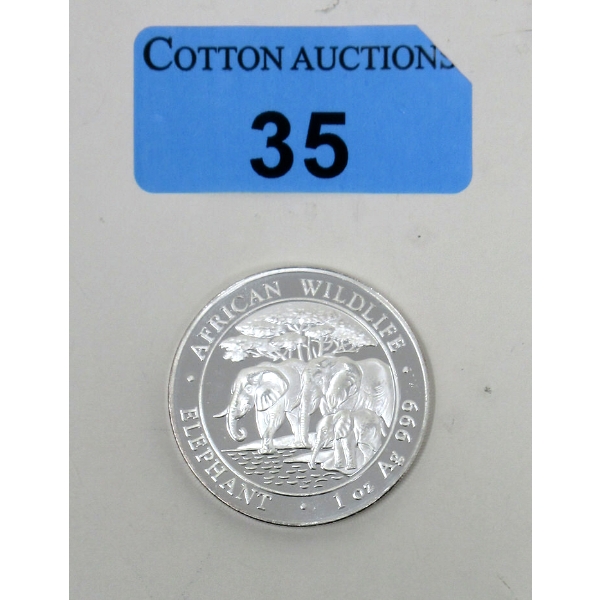 COTTON AUCTIONS
35
AFRICAN WILDLIFE
ELEPHANT
1 oz Ag 999